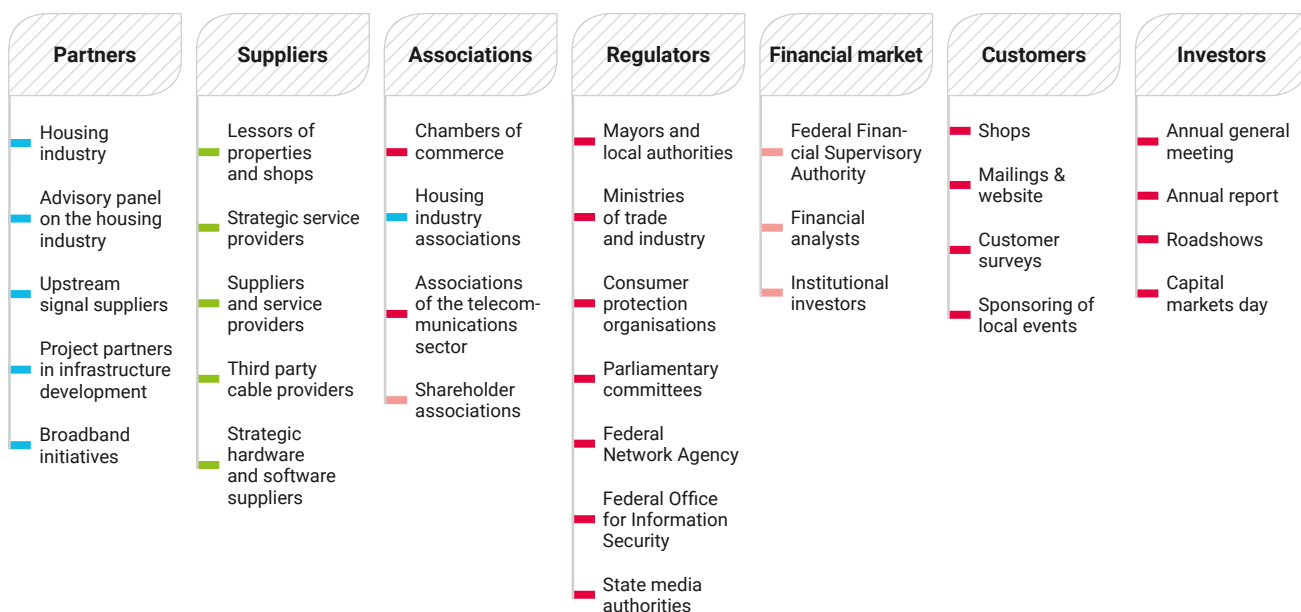 Partners
Housing
industry
Advisory panel
on the housing
industry
Upstream
signal suppliers
Project partners
in infrastructure
development
Broadband
initiatives
Suppliers
Lessors of
properties
and shops
Strategic service
providers
Suppliers
and service
providers
Third party
cable providers
Strategic
hardware
and software
suppliers
Associations
Chambers of
commerce
Housing
industry
associations
Associations
of the telecom-
munications
sector
Shareholder
associations
Regulators
Mayors and
local authorities
Ministries
of trade
and industry
Consumer
protection
organisations
Parliamentary
committees
Federal
Network Agency
Federal Office
for Information
Security
State media
authorities
Financial market
Federal Finan-
cial Supervisory
Authority
Financial
analysts
Institutional
investors
Customers
Shops
Mailings &
website
Customer
surveys
Sponsoring of
local events
Investors
Annual general
meeting
Annual report
Roadshows
Capital
markets day